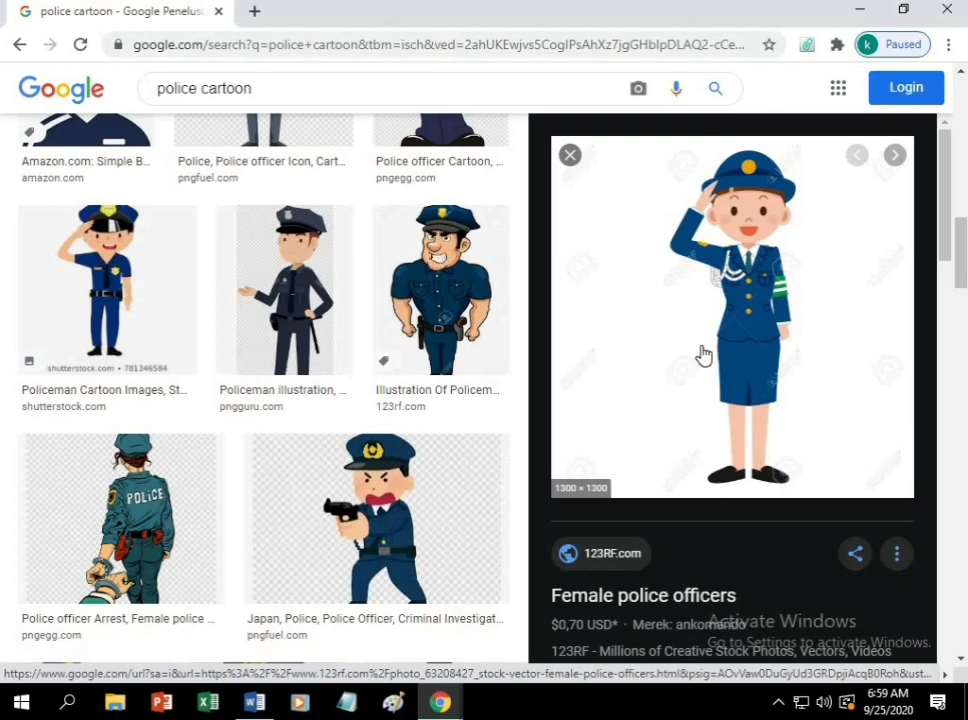 police cartoon - Google Penelusu
google.com/search?q=police+cartoon&tbm=isch&ved=2ahUKEwjvs5CogIPsAhXz7jgGHbIpDLAQ2-cCe...
k Paused
Google
police cartoon
Login
Amazon.com: Simple B...
amazon.com
Police, Police officer Icon, Cart...
pngfuel.com
Police officer Cartoon, ...
pngegg.com
shutterstock.com • 781346584
Policeman Cartoon Images, St...
shutterstock.com
Policeman illustration, ...
pngguru.com
Illustration Of Policem...
123rf.com
POLICE
Police officer Arrest, Female police ...
pngegg.com
Japan, Police, Police Officer, Criminal Investigat...
pngfuel.com
1300 × 1300
123RF.com
Female police officers
$0,70 USD* · Merek: ankomando
123RF - Millions of Creative Stock Photos, Vectors, Videos
Activate Windows
Go to Settings to activate Windows.
https://www.google.com/url?sa=i&url=https%3A%2F%2Fwww.123rf.com%2Fphoto_63208427_stock-vector-female-police-officers.html&psig=AOvVaw0DuGyUd3GRDpjiAcqB0Roh&ust...
6:59 AM
9/25/2020